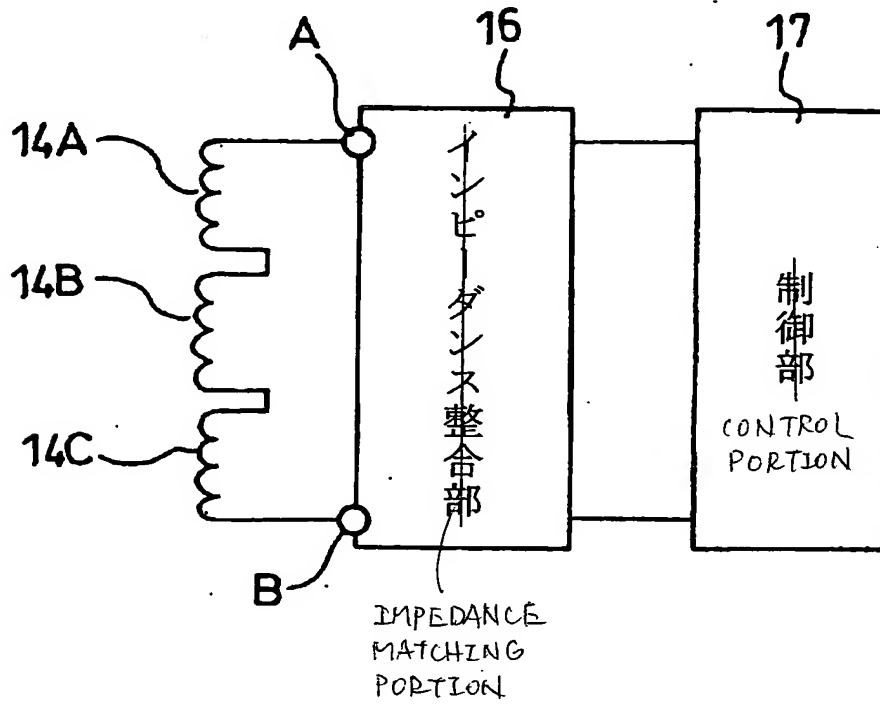 A
16
17
14A
14B
14C
B
インピーダンス整合部
制御部
CONTROL
PORTION
IMPEDANCE
MATCHING
PORTION